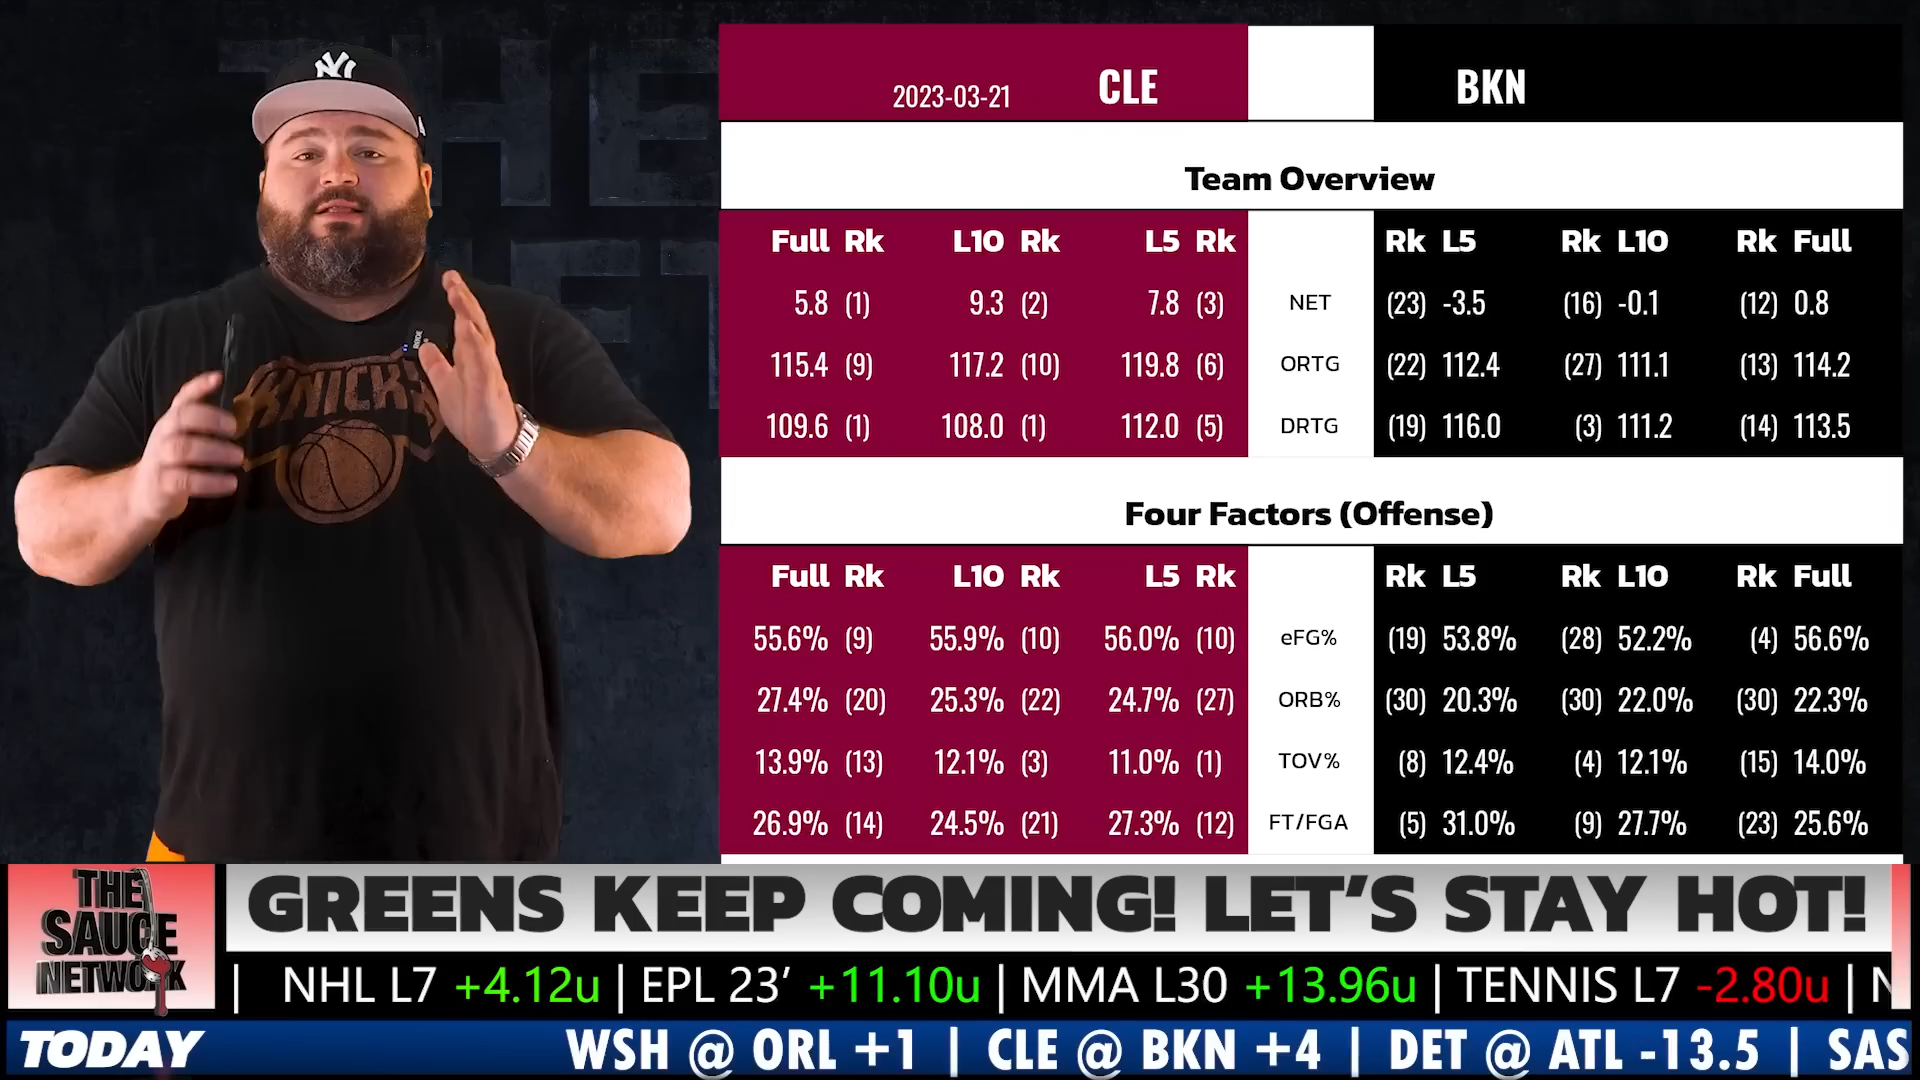 NY
KNICKS
RODE
2023-03-21 CLE BKN
Team Overview
Full Rk L10 Rk L5 Rk Rk L5 Rk L10 Rk Full
5.8 (1) 9.3 (2) 7.8 (3) NET (23) -3.5 (16) -0.1 (12) 0.8
115.4 (9) 117.2 (10) 119.8 (6) ORTG (22) 112.4 (27) 111.1 (13) 114.2
109.6 (1) 108.0 (1) 112.0 (5) DRTG (19) 116.0 (3) 111.2 (14) 113.5
Four Factors (Offense)
Full Rk L10 Rk L5 Rk Rk L5 Rk L10 Rk Full
55.6% (9) 55.9% (10) 56.0% (10) eFG% (19) 53.8% (28) 52.2% (4) 56.6%
27.4% (20) 25.3% (22) 24.7% (27) ORB% (30) 20.3% (30) 22.0% (30) 22.3%
13.9% (13) 12.1% (3) 11.0% (1) TOV% (8) 12.4% (4) 12.1% (15) 14.0%
26.9% (14) 24.5% (21) 27.3% (12) FT/FGA (5) 31.0% (9) 27.7% (23) 25.6%
THE
SAUCE
NETWORK
GREENS KEEP COMING! LET'S STAY HOT!
| NHL L7 +4.12u | EPL 23' +11.10u | MMA L30 +13.96u | TENNIS L7 -2.80u | N
TODAY WSH @ ORL +1 | CLE @ BKN +4 | DET @ ATL -13.5 | SAS